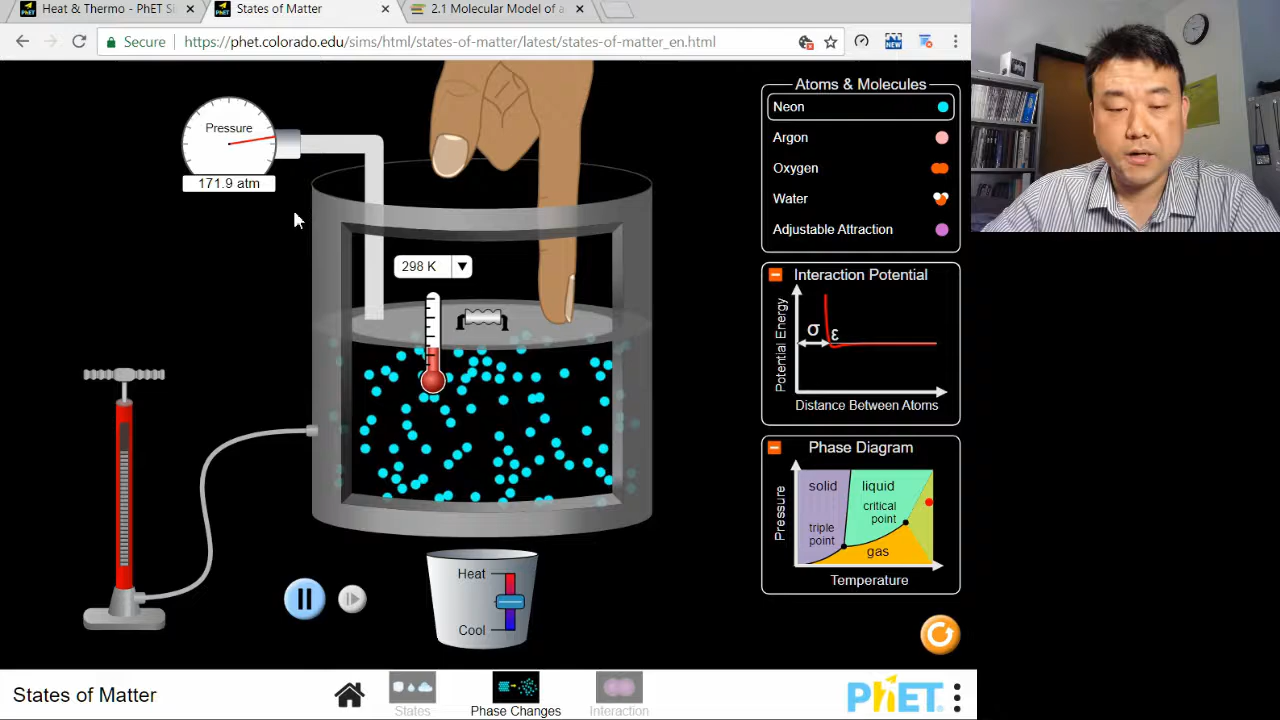 Heat & Thermo - PhET Si
States of Matter
2.1 Molecular Model of a
Secure
https://phet.colorado.edu/sims/html/states-of-matter/latest/states-of-matter_en.html
NEW
Pressure
171.9 atm
298 K
Atoms & Molecules
Neon
Argon
Oxygen
Water
Adjustable Attraction
Interaction Potential
Potential Energy
σ
ε
Distance Between Atoms
Phase Diagram
Pressure
solid
liquid
critical
point
triple
point
gas
Temperature
Heat
Cool
States of Matter
States
Phase Changes
Interaction
PhET